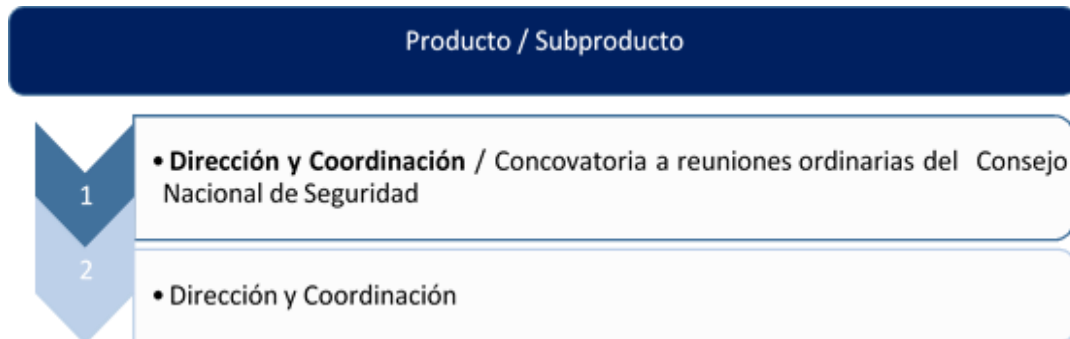 Producto / Subproducto
1
• Dirección y Coordinación / Concovatoria a reuniones ordinarias del Consejo
Nacional de Seguridad
2
• Dirección y Coordinación